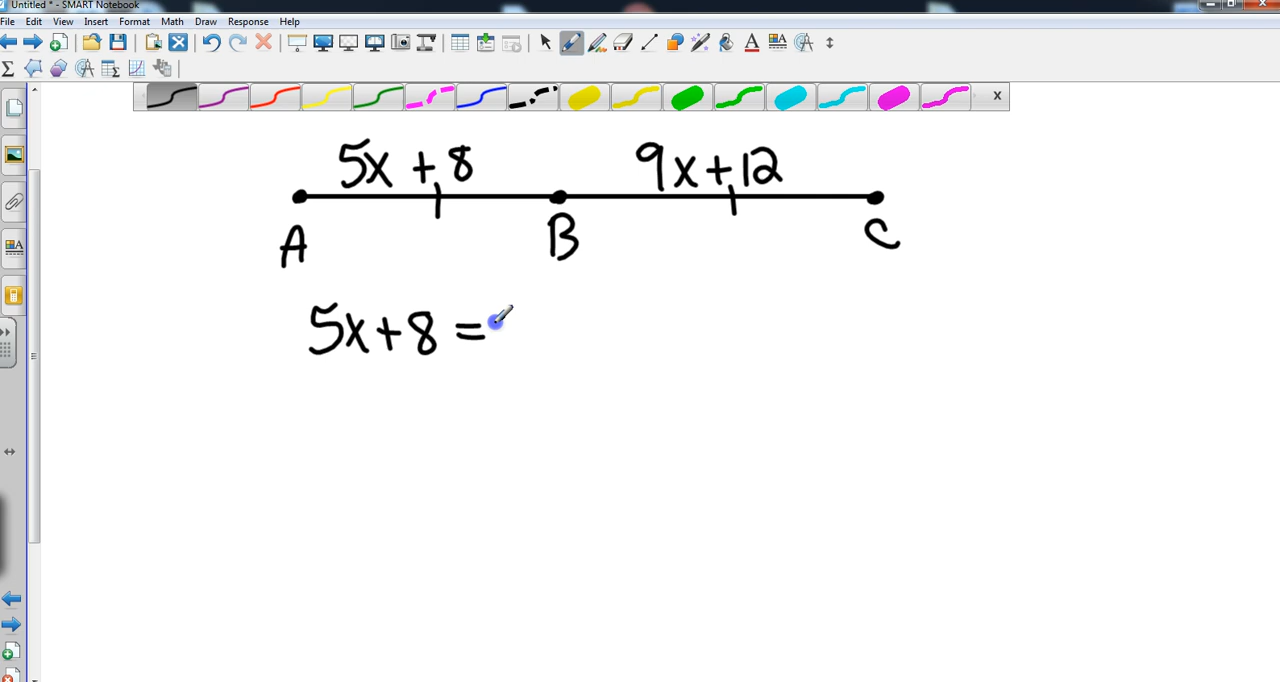 Untitled * - SMART Notebook
File Edit View Insert Format Math Draw Response Help
x
5x + 8 9x+12
A B C
5x+8 =